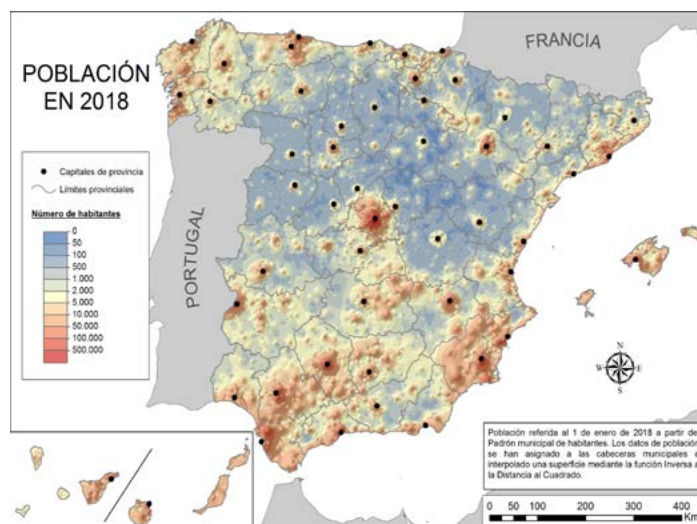 POBLACIÓN
EN 2018
FRANCIA
PORTUGAL
Capitales de provincia
Límites provinciales
Número de habitantes
0
50
100
500
1.000
2.000
5.000
10.000
50.000
100.000
500.000
N
W
E
S
Población referida al 1 de enero de 2018 a partir de
Padrón municipal de habitantes. Los datos de población
se han asignado a las cabeceras municipales e
interpolado una superficie mediante la función Inversa a
la Distancia al Cuadrado.
0 50 100 200 300 400
Km